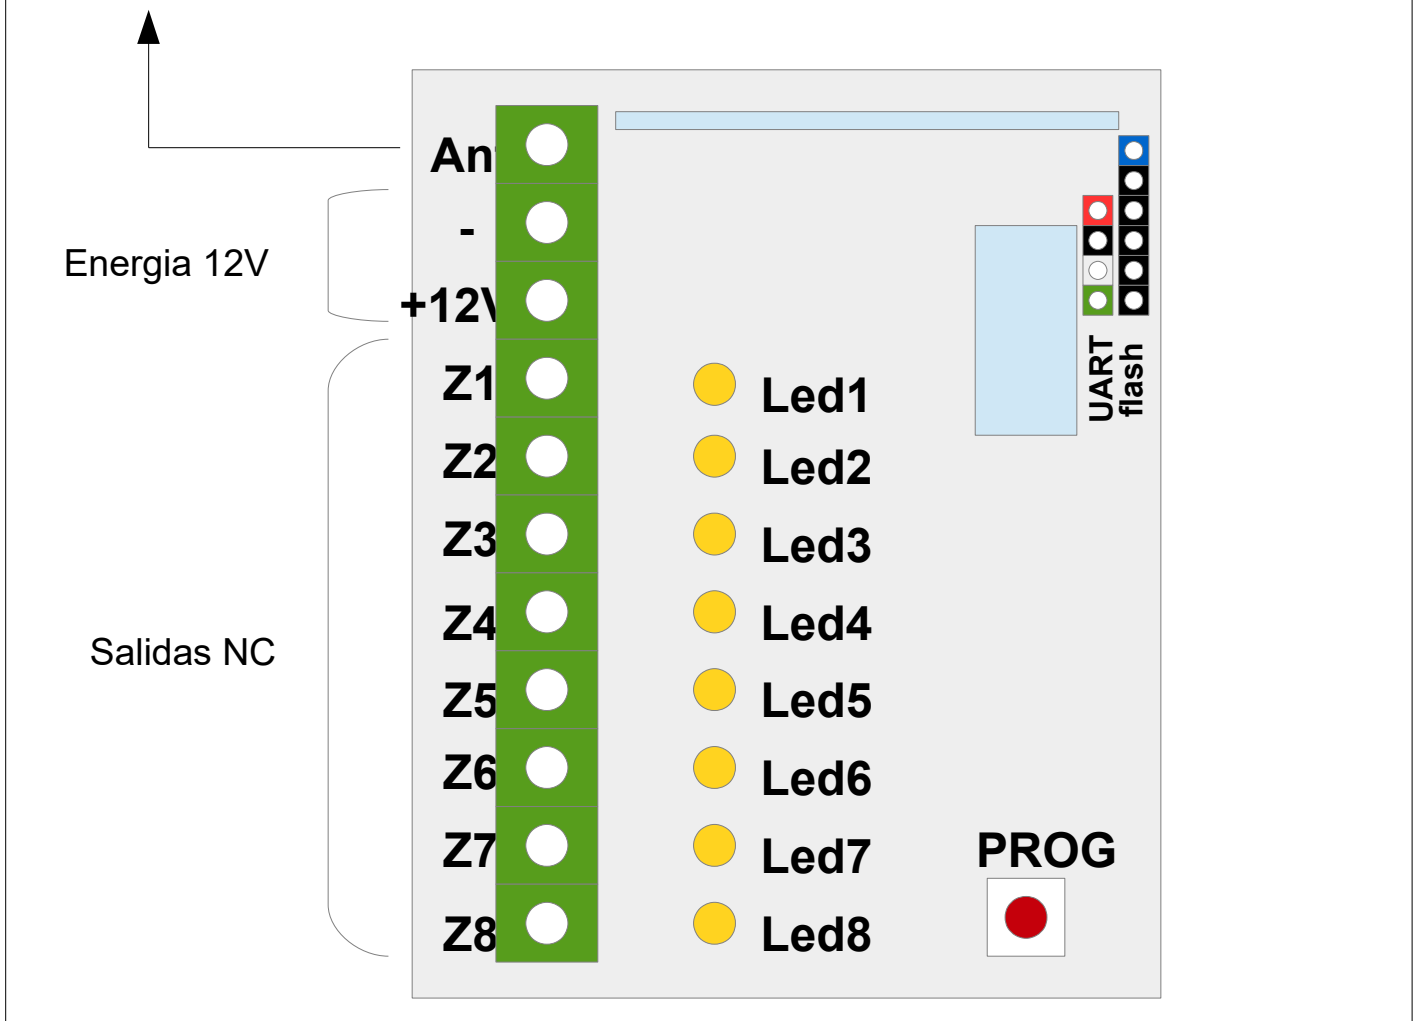 Ant
-
Energia 12V
+12V
Z1
Led1
Z2
Led2
Z3
Led3
Z4
Led4
Salidas NC
Z5
Led5
Z6
Led6
Z7
Led7
Z8
Led8
UART
flash
PROG